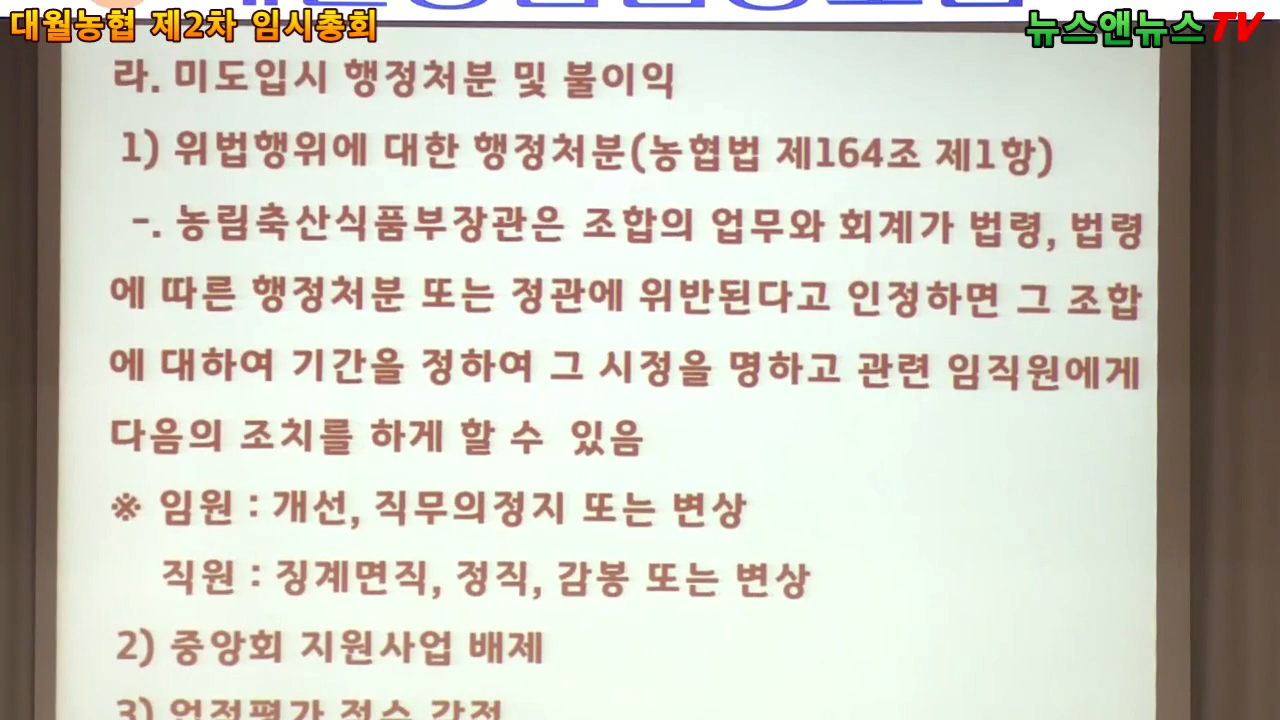 대월농협 제2차 임시총회
뉴스앤뉴스TV
라. 미도입시 행정처분 및 불이익
1) 위법행위에 대한 행정처분(농협법 제164조 제1항)
-. 농림축산식품부장관은 조합의 업무와 회계가 법령, 법령
에 따른 행정처분 또는 정관에 위반된다고 인정하면 그 조합
에 대하여 기간을 정하여 그 시정을 명하고 관련 임직원에게
다음의 조치를 하게 할 수 있음
※ 임원 : 개선, 직무의정지 또는 변상
직원 : 징계면직, 정직, 감봉 또는 변상
2) 중앙회 지원사업 배제
3)